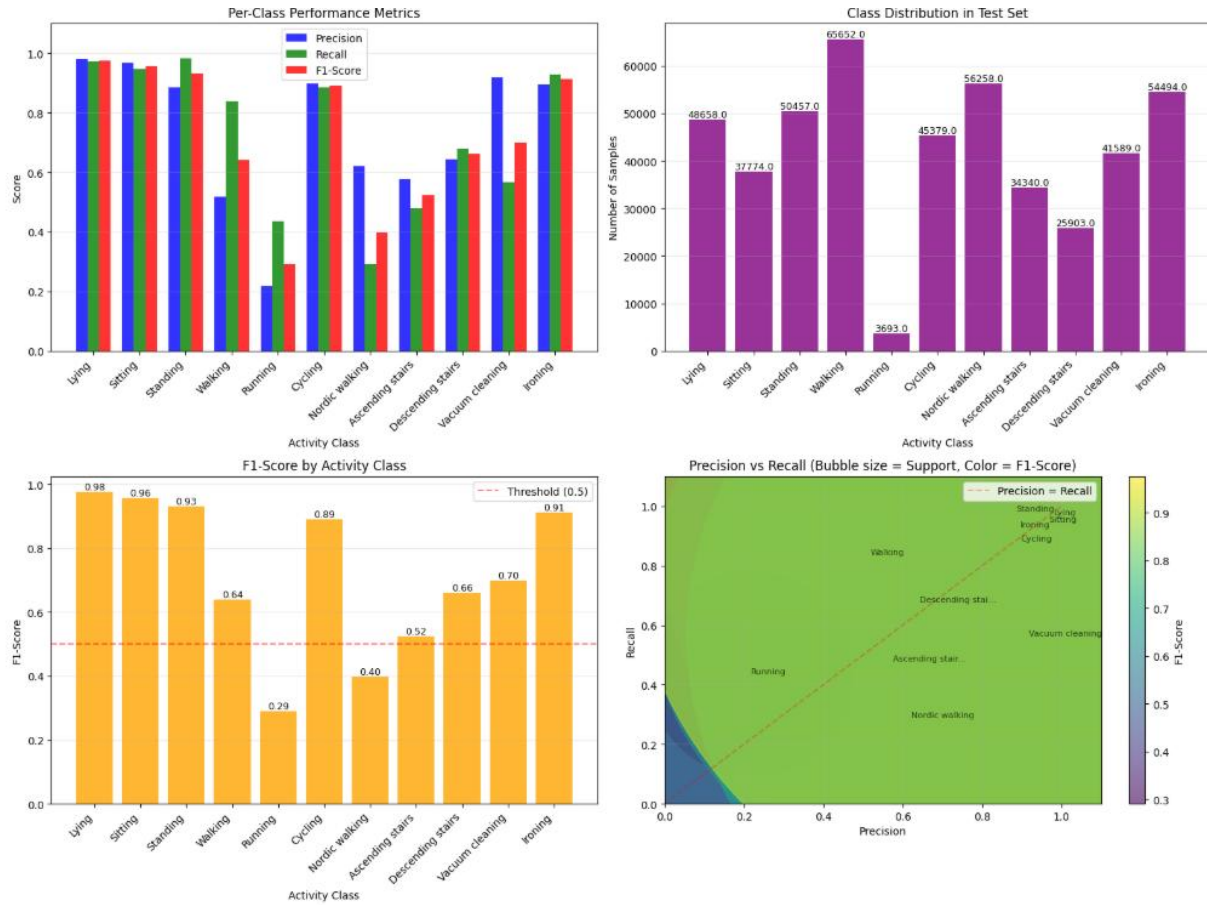 Per-Class Performance Metrics
Precision
Recall
F1-Score
1.0
0.8
0.6
0.4
0.2
0.0
Score
Lying
Sitting
Standing
Walking
Running
Cycling
Nordic walking
Ascending stairs
Descending stairs
Vacuum cleaning
Ironing
Activity Class
Class Distribution in Test Set
60000
50000
40000
30000
20000
10000
0
Number of Samples
48658.0
37774.0
50457.0
65652.0
3693.0
45379.0
56258.0
34340.0
25903.0
41589.0
54494.0
Lying
Sitting
Standing
Walking
Running
Cycling
Nordic walking
Ascending stairs
Descending stairs
Vacuum cleaning
Ironing
Activity Class
F1-Score by Activity Class
Threshold (0.5)
1.0
0.8
0.6
0.4
0.2
0.0
F1-Score
0.98
0.96
0.93
0.64
0.29
0.89
0.40
0.52
0.66
0.70
0.91
Lying
Sitting
Standing
Walking
Running
Cycling
Nordic walking
Ascending stairs
Descending stairs
Vacuum cleaning
Ironing
Activity Class
Precision vs Recall (Bubble size = Support, Color = F1-Score)
Precision = Recall
1.0
0.8
0.6
0.4
0.2
0.0
Recall
Standing
Lying
Sitting
Ironing
Cycling
Walking
Descending stai...
Vacuum cleaning
Ascending stair...
Running
Nordic walking
0.0
0.2
0.4
0.6
0.8
1.0
Precision
0.9
0.8
0.7
0.6
0.5
0.4
0.3
F1-Score